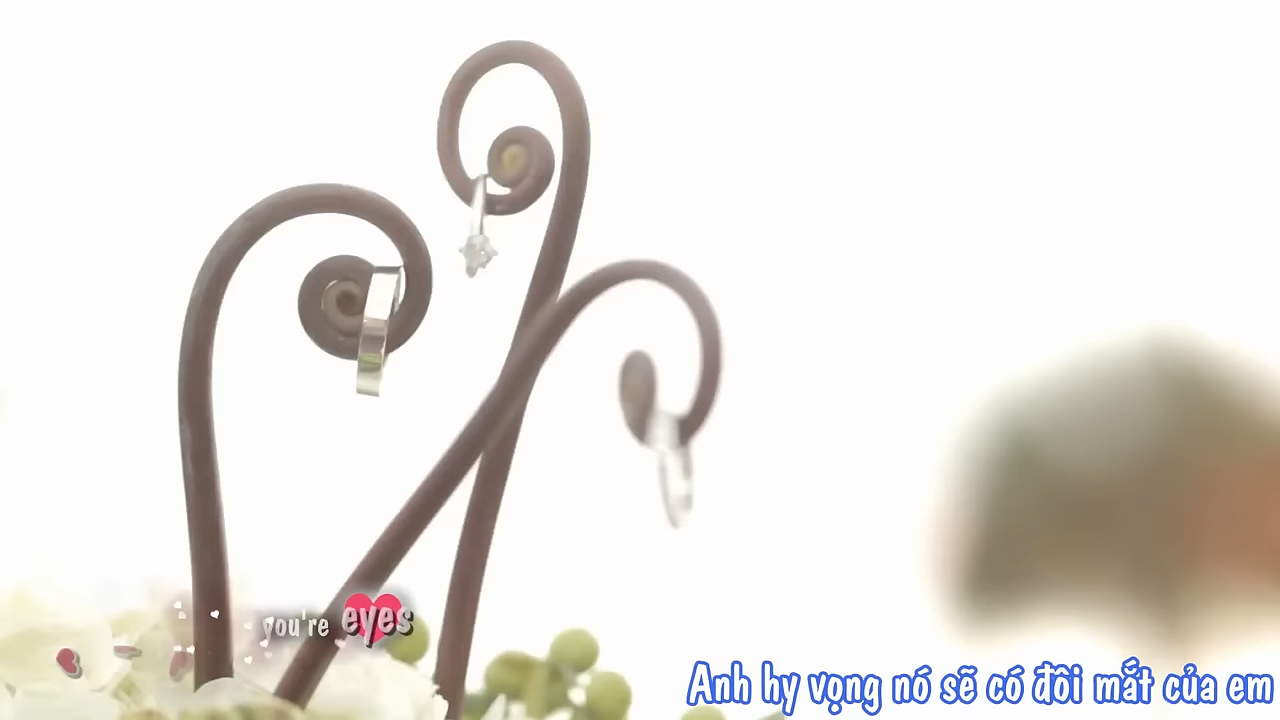 you're eyes
Anh hy vọng nó sẽ có đôi mắt của em